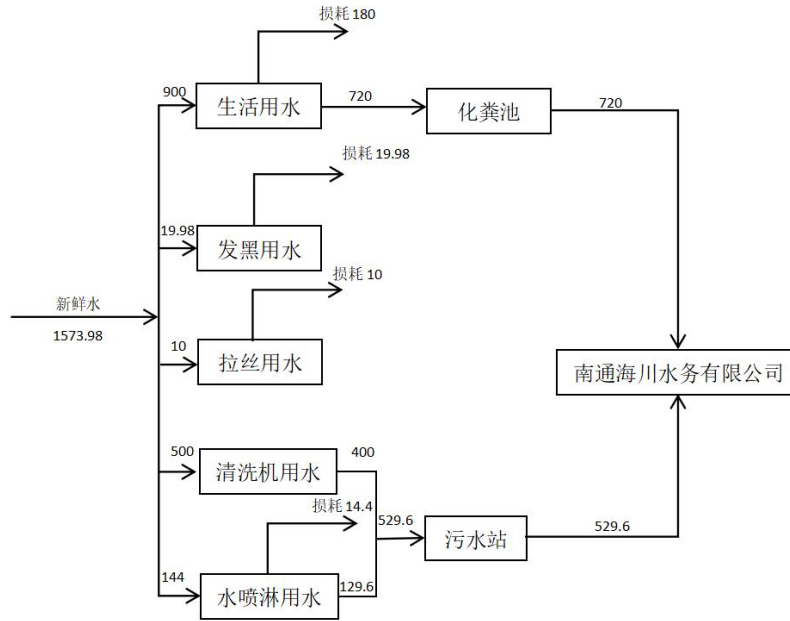 损耗 180
900
生活用水
720
化粪池
720
损耗 19.98
19.98
发黑用水
损耗 10
新鲜水
1573.98
10
拉丝用水
南通海川水务有限公司
500
清洗机用水
400
损耗 14.4
529.6
污水站
529.6
144
水喷淋用水
129.6